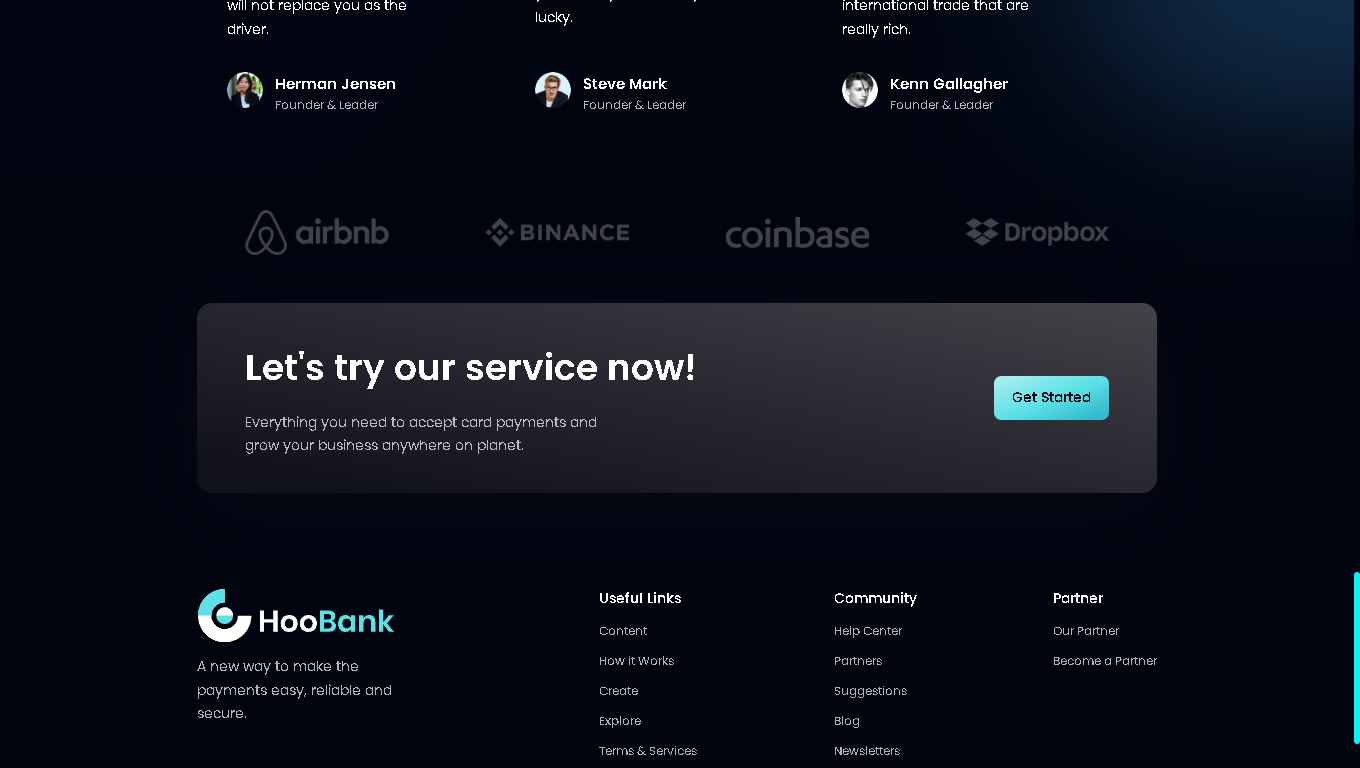 will not replace you as the
driver.
lucky.
international trade that are
really rich.
Herman Jensen
Founder & Leader
Steve Mark
Founder & Leader
Kenn Gallagher
Founder & Leader
airbnb
BINANCE
coinbase
Dropbox
Let's try our service now!
Everything you need to accept card payments and
grow your business anywhere on planet.
Get Started
HooBank
A new way to make the
payments easy, reliable and
secure.
Useful Links
Content
How it Works
Create
Explore
Terms & Services
Community
Help Center
Partners
Suggestions
Blog
Newsletters
Partner
Our Partner
Become a Partner